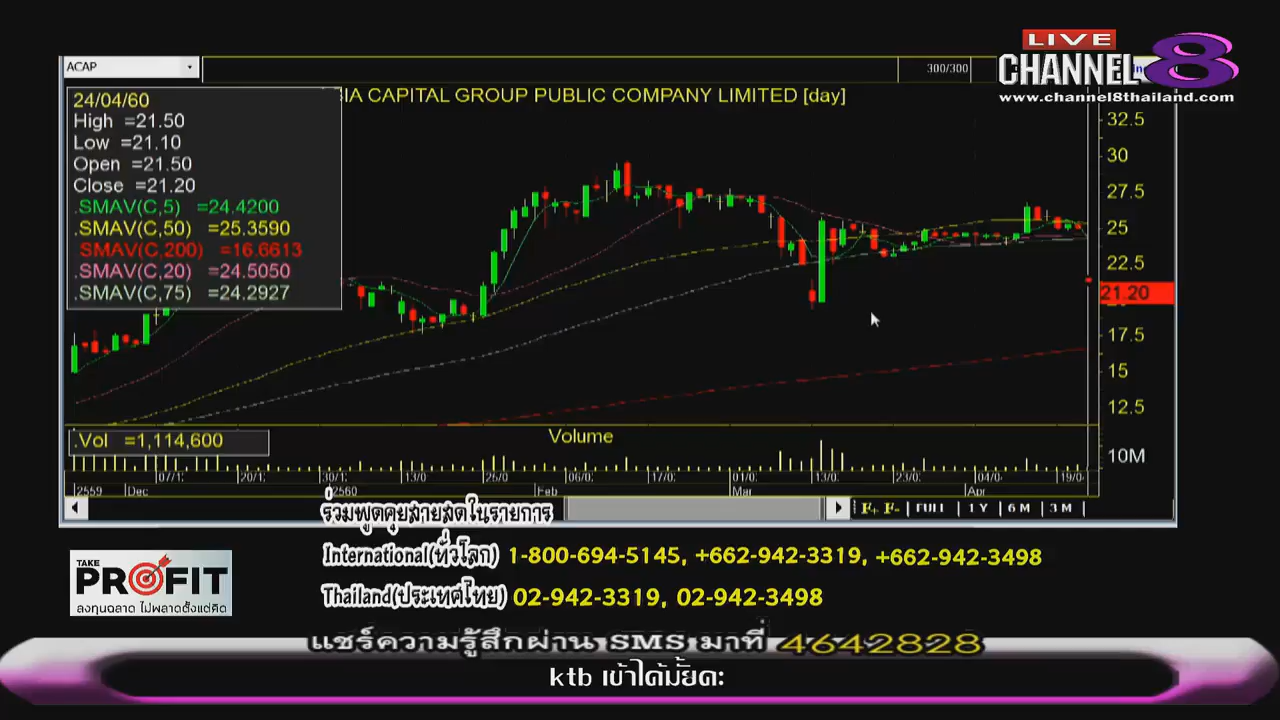 LIVE
CHANNEL 8
www.channel8thailand.com
ACAP
300/300
24/04/60
High =21.50
Low =21.10
Open =21.50
Close =21.20
.SMAV(C,5) =24.4200
.SMAV(C,50) =25.3590
.SMAV(C,200) =16.6613
.SMAV(C,20) =24.5050
.SMAV(C,75) =24.2927
IA CAPITAL GROUP PUBLIC COMPANY LIMITED [day]
32.5
30
27.5
25
22.5
21.20
17.5
15
12.5
.Vol =1,114,600
Volume
10M
07/1: 20/1: 30/1: 13/0 25/0 06/0: 17/0: 01/0: 13/0: 23/0: 04/0 19/0
2559 Dec 2560 Feb Mar Apr
F+ F- FULL 1 Y 6 M 3 M
ร่วมพูดคุยสายสดในรายการ
International(ทั่วโลก) 1-800-694-5145, +662-942-3319, +662-942-3498
Thailand(ประเทศไทย) 02-942-3319, 02-942-3498
TAKE
PROFIT
ลงทุนฉลาด ไม่พลาดตั้งแต่คิด
แชร์ความรู้สึกผ่าน SMS มาที่ 4642828
ktb เข้าได้มั้ยคะ